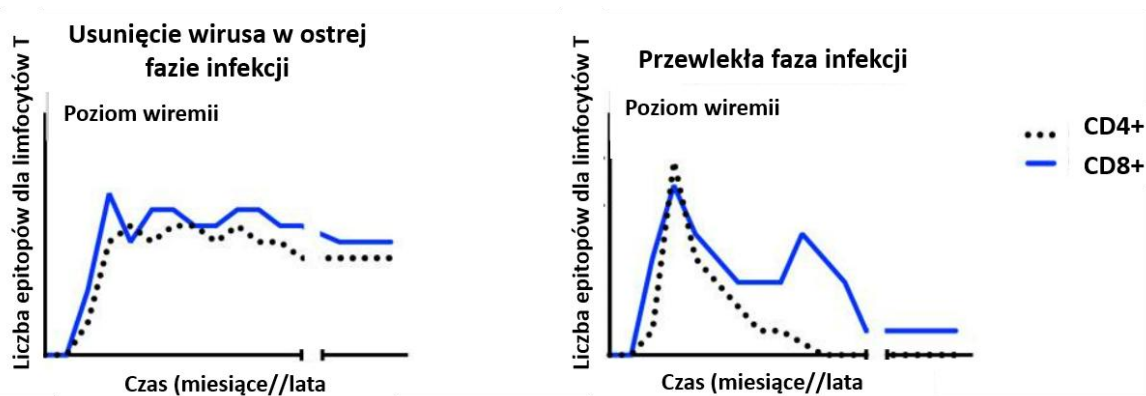 Usunięcie wirusa w ostrej
fazie infekcji
Poziom wiremii
Liczba epitopów dla limfocytów T
Czas (miesiące//lata
Przewlekła faza infekcji
Poziom wiremii
Liczba epitopów dla limfocytów T
Czas (miesiące//lata
CD4+
CD8+